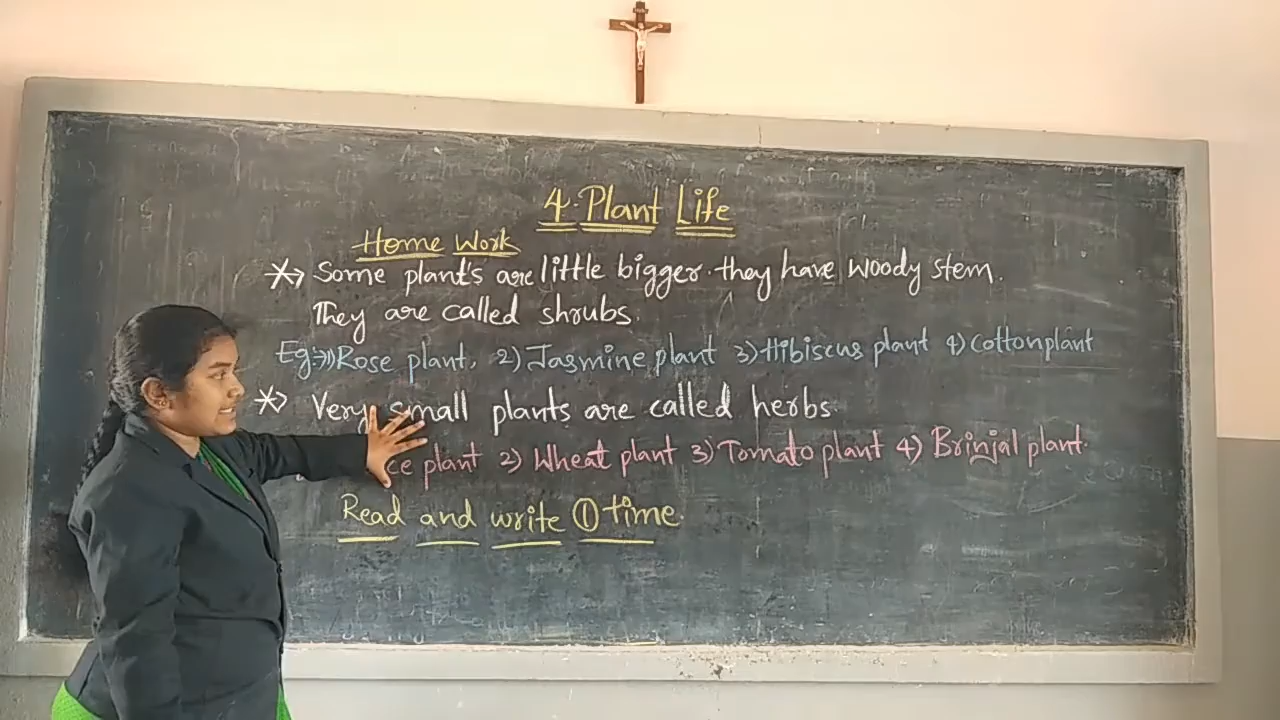 4. Plant Life
Home Work
Some plant's are little bigger. they have woody stem.
They are called shrubs.
Eg:→1) Rose plant, 2) Jasmine plant 3) Hibiscus plant 4) Cotton plant
Very small plants are called herbs.
plant 2) Wheat plant 3) Tomato plant 4) Brinjal plant.
Read and write ① time.